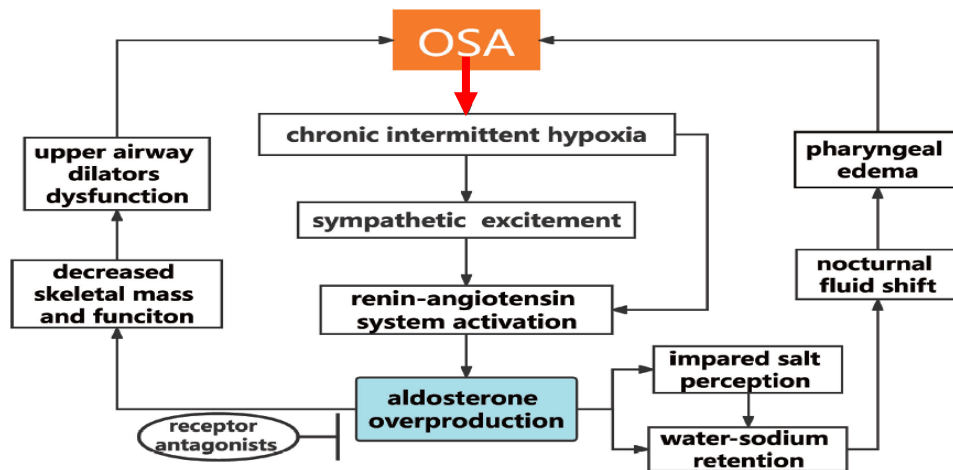 OSA
chronic intermittent hypoxia
upper airway
dilators
dysfunction
pharyngeal
edema
sympathetic excitement
decreased
skeletal mass
and funciton
nocturnal
fluid shift
renin-angiotensin
system activation
impared salt
perception
aldosterone
overproduction
receptor
antagonists
water-sodium
retention